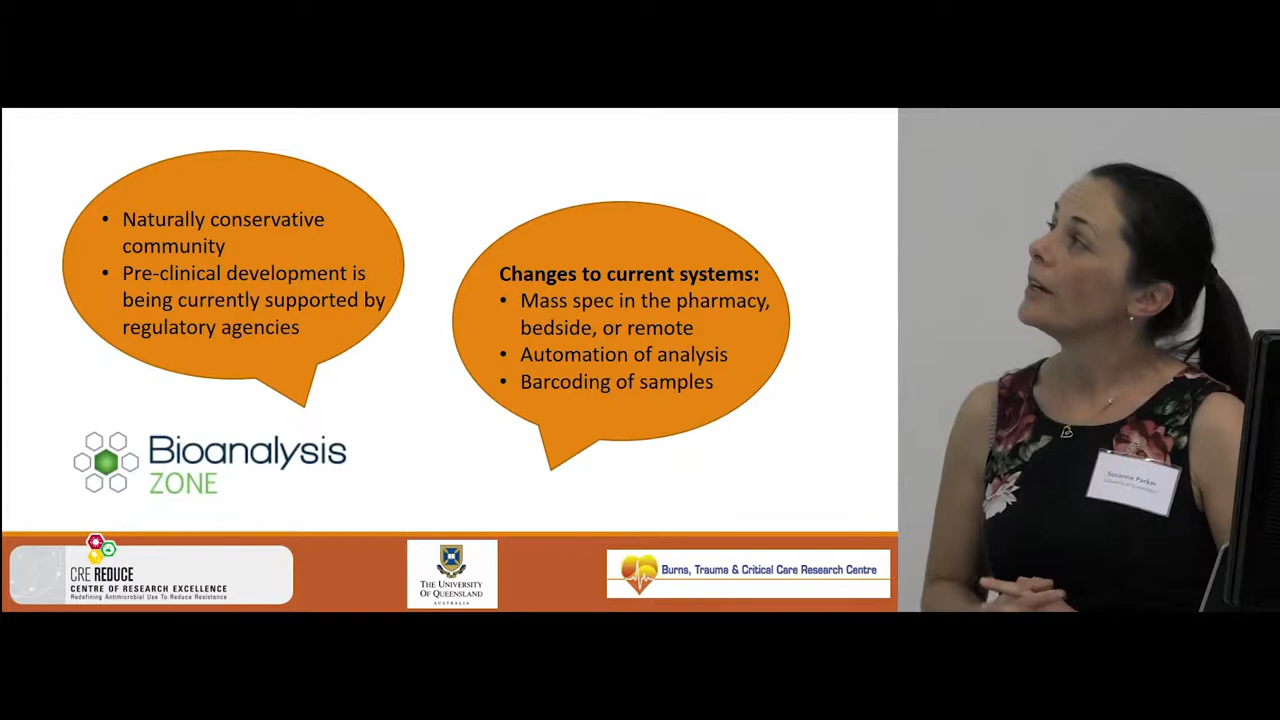 • Naturally conservative
community
• Pre-clinical development is
being currently supported by
regulatory agencies
Changes to current systems:
• Mass spec in the pharmacy,
bedside, or remote
• Automation of analysis
• Barcoding of samples
Bioanalysis
ZONE
CRE REDUCE
CENTRE OF RESEARCH EXCELLENCE
Redefining Antimicrobial Use To Reduce Resistance
THE UNIVERSITY
OF QUEENSLAND
AUSTRALIA
Burns, Trauma & Critical Care Research Centre
Suzanne Parker